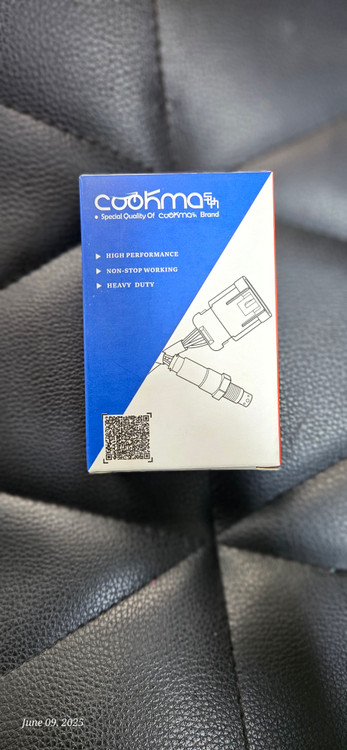 cookma
• Special Quality Of cooKma Brand
▶ HIGH PERFORMANCE
▶ NON-STOP WORKING
▶ HEAVY DUTY
June 09, 2025